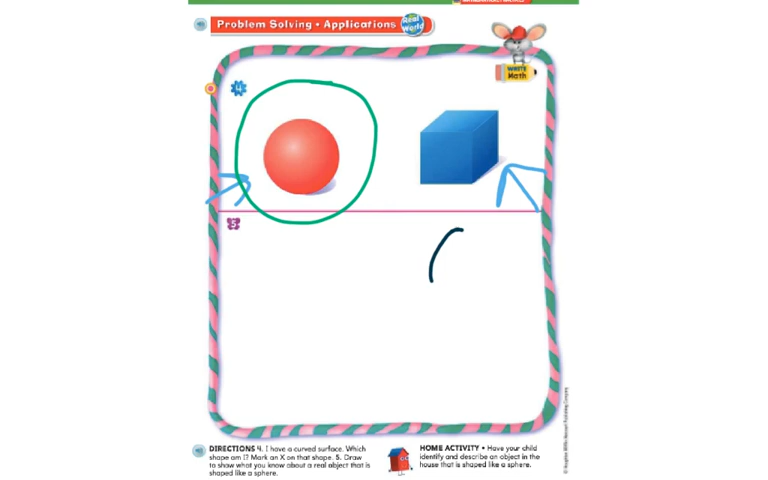 Problem Solving • Applications
Real World
WRITE Math
4
5
DIRECTIONS 4. I have a curved surface. Which
shape am I? Mark an X on that shape. 5. Draw
to show what you know about a real object that is
shaped like a sphere.
HOME ACTIVITY • Have your child
identify and describe an object in the
house that is shaped like a sphere.